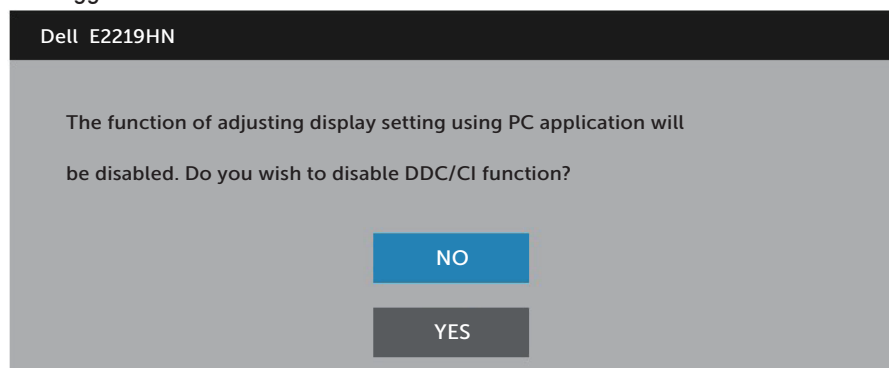 Dell E2219HN
The function of adjusting display setting using PC application will
be disabled. Do you wish to disable DDC/CI function?
NO
YES